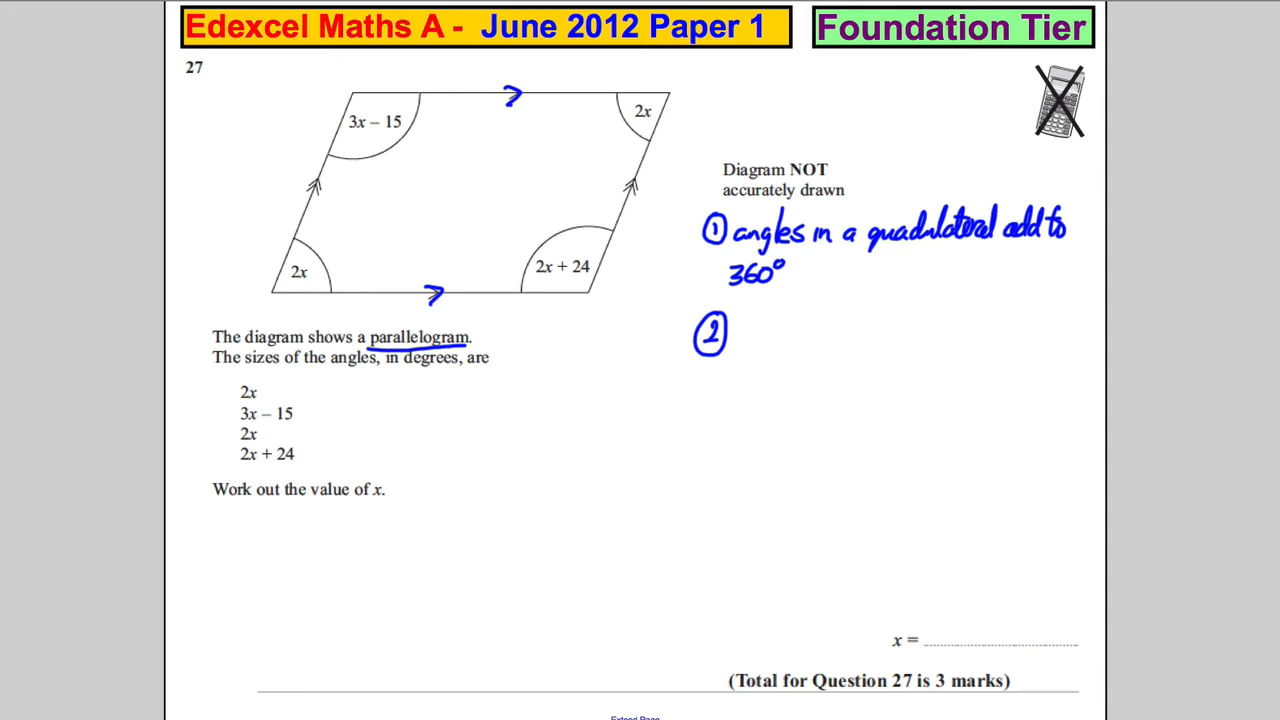 Edexcel Maths A - June 2012 Paper 1
Foundation Tier
27
3x – 15
2x
2x
2x + 24
Diagram NOT
accurately drawn
① angles in a quadrilateral add to
360°
②
The diagram shows a parallelogram.
The sizes of the angles, in degrees, are
2x
3x – 15
2x
2x + 24
Work out the value of x.
x = ........................................
(Total for Question 27 is 3 marks)
Extend Page